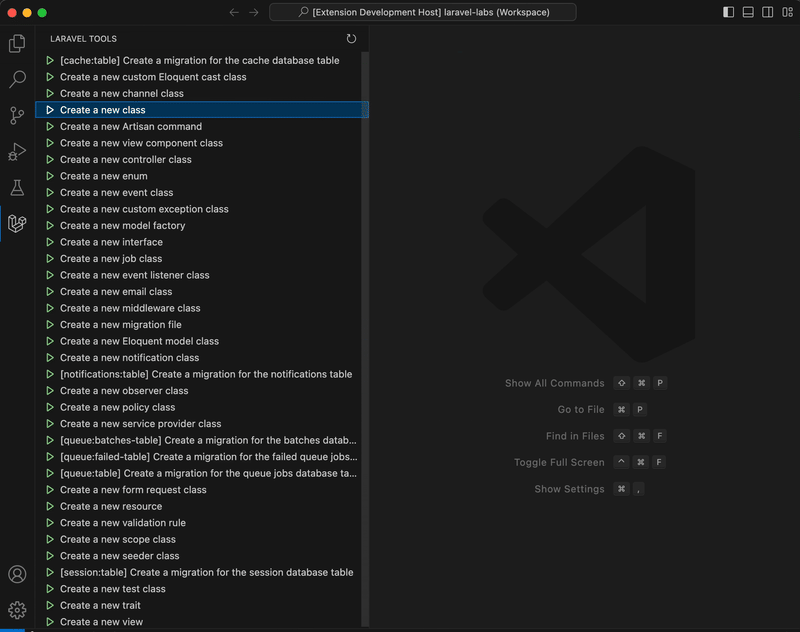 [Extension Development Host] laravel-labs (Workspace)
LARAVEL TOOLS
[cache:table] Create a migration for the cache database table
Create a new custom Eloquent cast class
Create a new channel class
Create a new class
Create a new Artisan command
Create a new view component class
Create a new controller class
Create a new enum
Create a new event class
Create a new custom exception class
Create a new model factory
Create a new interface
Create a new job class
Create a new event listener class
Create a new email class
Create a new middleware class
Create a new migration file
Create a new Eloquent model class
Create a new notification class
[notifications:table] Create a migration for the notifications table
Create a new observer class
Create a new policy class
Create a new service provider class
[queue:batches-table] Create a migration for the batches datab...
[queue:failed-table] Create a migration for the failed queue jobs...
[queue:table] Create a migration for the queue jobs database ta...
Create a new form request class
Create a new resource
Create a new validation rule
Create a new scope class
Create a new seeder class
[session:table] Create a migration for the session database table
Create a new test class
Create a new trait
Create a new view
Show All Commands ⇧ ⌘ P
Go to File ⌘ P
Find in Files ⇧ ⌘ F
Toggle Full Screen ⌃ ⌘ F
Show Settings ⌘ ,